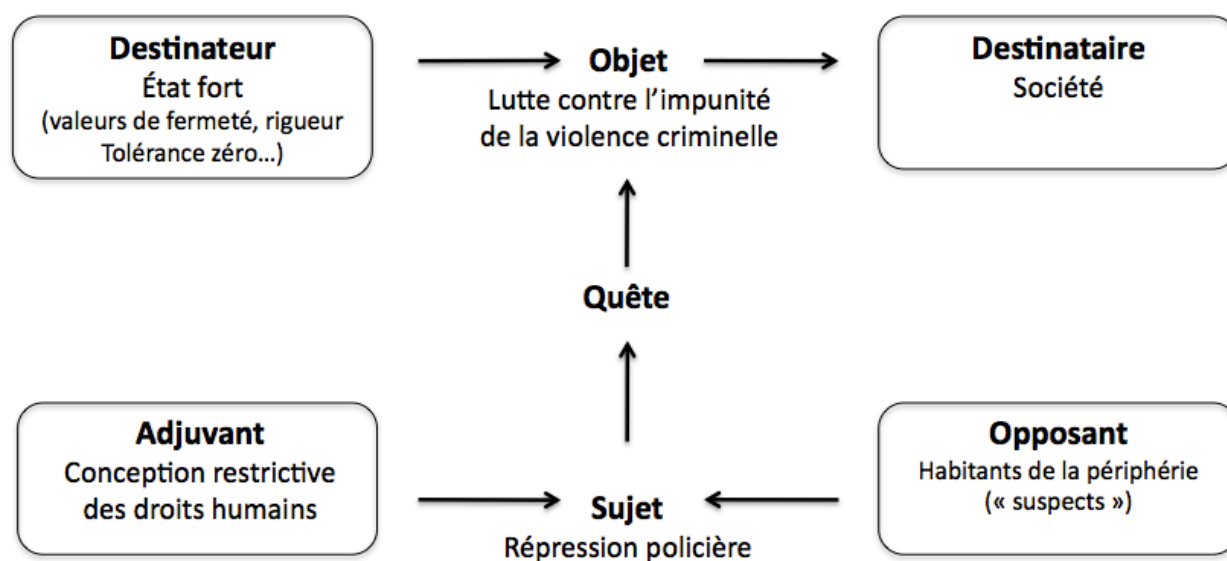 Destinateur
État fort
(valeurs de fermeté, rigueur
Tolérance zéro…)
Objet
Lutte contre l’impunité
de la violence criminelle
Destinataire
Société
Quête
Adjuvant
Conception restrictive
des droits humains
Sujet
Répression policière
Opposant
Habitants de la périphérie
(« suspects »)